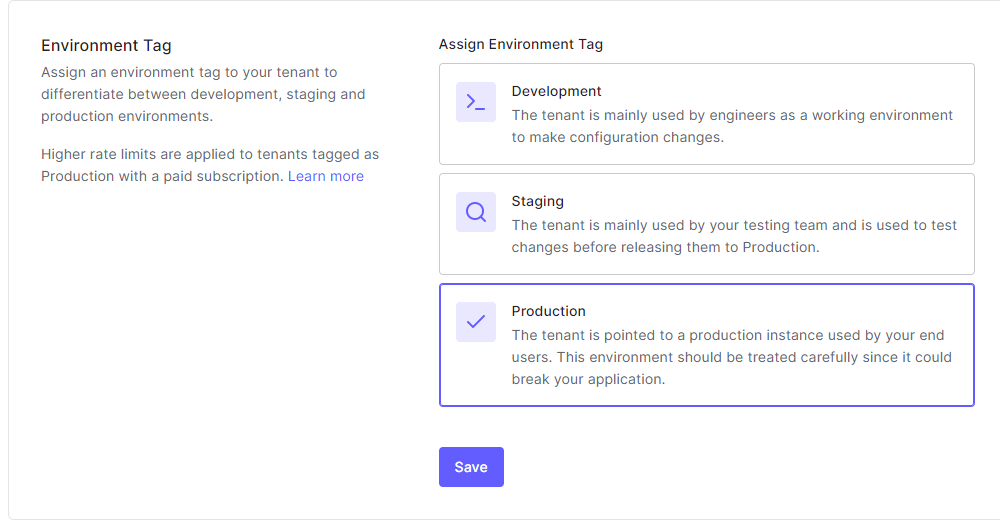 Environment Tag
Assign an environment tag to your tenant to
differentiate between development, staging and
production environments.
Higher rate limits are applied to tenants tagged as
Production with a paid subscription. Learn more
Assign Environment Tag
Development
The tenant is mainly used by engineers as a working environment
to make configuration changes.
Staging
The tenant is mainly used by your testing team and is used to test
changes before releasing them to Production.
Production
The tenant is pointed to a production instance used by your end
users. This environment should be treated carefully since it could
break your application.
Save